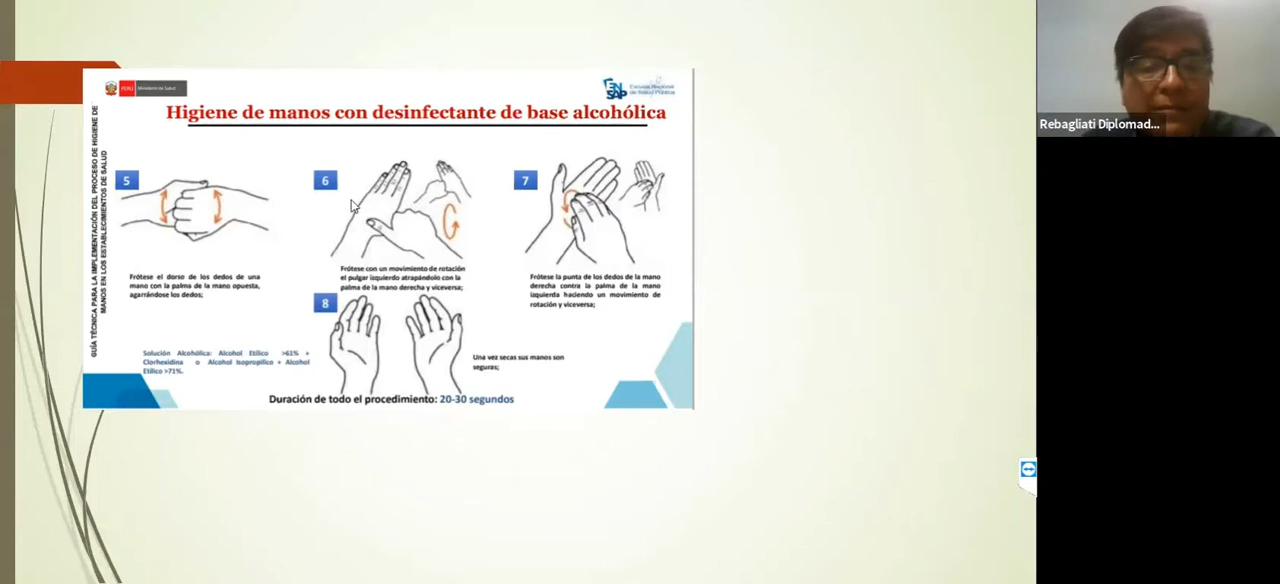 PERÚ
Ministerio de Salud
ENSAP
Higiene de manos con desinfectante de base alcohólica
GUÍA TÉCNICA PARA LA IMPLEMENTACIÓN DEL PROCESO DE HIGIENE DE
MANOS EN LOS ESTABLECIMIENTOS DE SALUD
5
Frótese el dorso de los dedos de una
mano con la palma de la mano opuesta,
agarrándose los dedos;
6
Frótese con un movimiento de rotación
el pulgar izquierdo atrapándolo con la
palma de la mano derecha y viceversa;
7
Frótese la punta de los dedos de la mano
derecha contra la palma de la mano
izquierda haciendo un movimiento de
rotación y viceversa;
8
Una vez secas sus manos son
seguras;
Solución Alcohólica: Alcohol Etílico >61% +
Clorhexidina o Alcohol Isopropílico + Alcohol
Etílico >71%.
Duración de todo el procedimiento: 20-30 segundos
Rebagliati Diplomad...